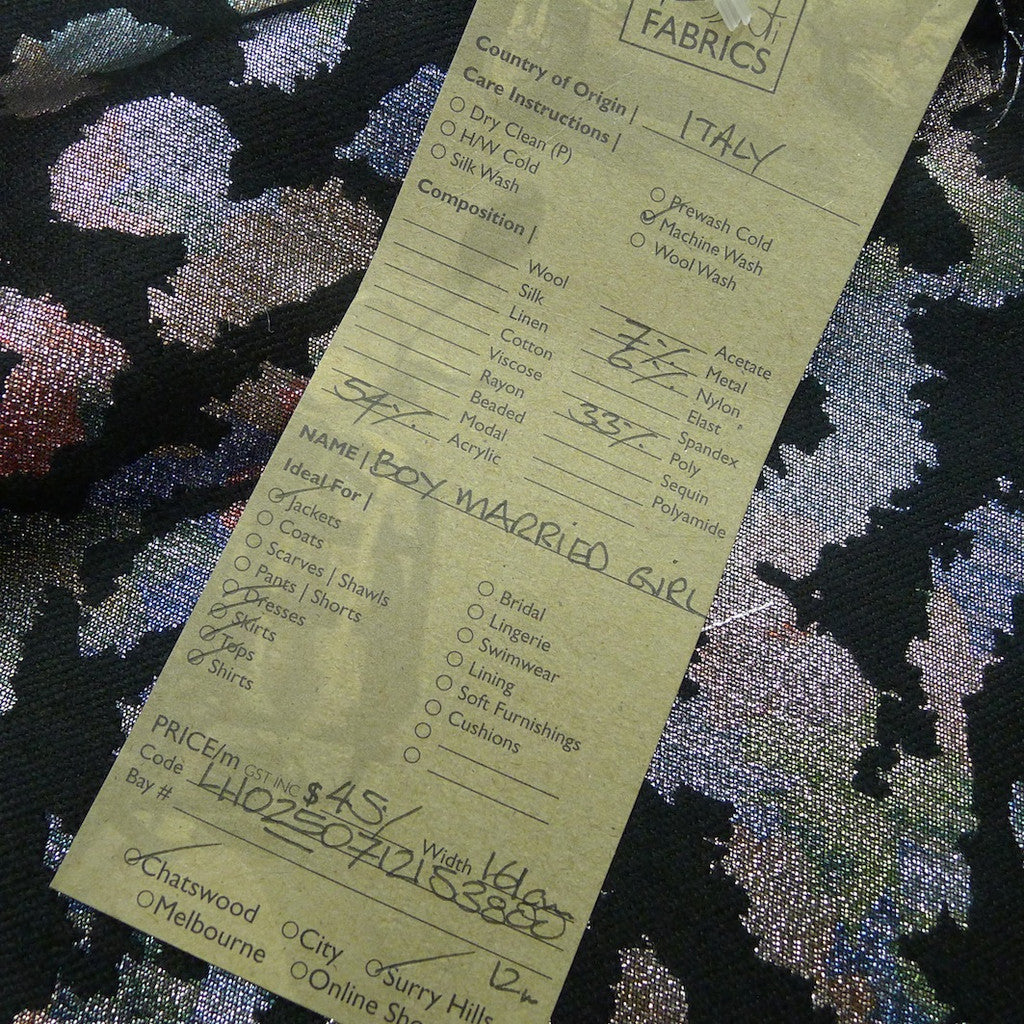 FABRICS
Country of Origin | ITALY
Care Instructions |
Dry Clean (P)
H/W Cold
Silk Wash
Prewash Cold
Machine Wash
Wool Wash
Composition |
Wool
Silk
Linen
Cotton
Viscose
Rayon
Beaded
Modal
54% Acrylic
Acetate
7% Metal
6% Nylon
Elast
Spandex
33% Poly
Sequin
Polyamide
NAME | BOY MARRIED GIRL
Ideal For |
Jackets
Coats
Scarves | Shawls
Pants | Shorts
Dresses
Skirts
Tops
Shirts
Bridal
Lingerie
Swimwear
Lining
Soft Furnishings
Cushions
PRICE/m GST INC $45/ Width 161cm
Code LH0250712153800
Bay # 12m
Chatswood
Melbourne
City
Surry Hills
Online